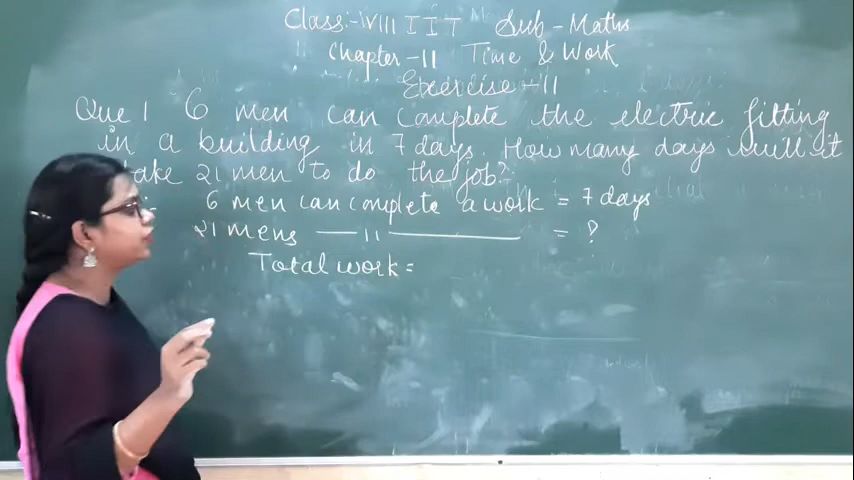 Class:- VIII IIT Sub - Maths
Chapter - 11 Time & Work
Exercise - 11
Que 1 6 men can complete the electric fitting
in a building in 7 days. How many days will it
take 21 men to do the job?
6 men can complete a work = 7 days
21 mens — 11 — = ?
Total work =